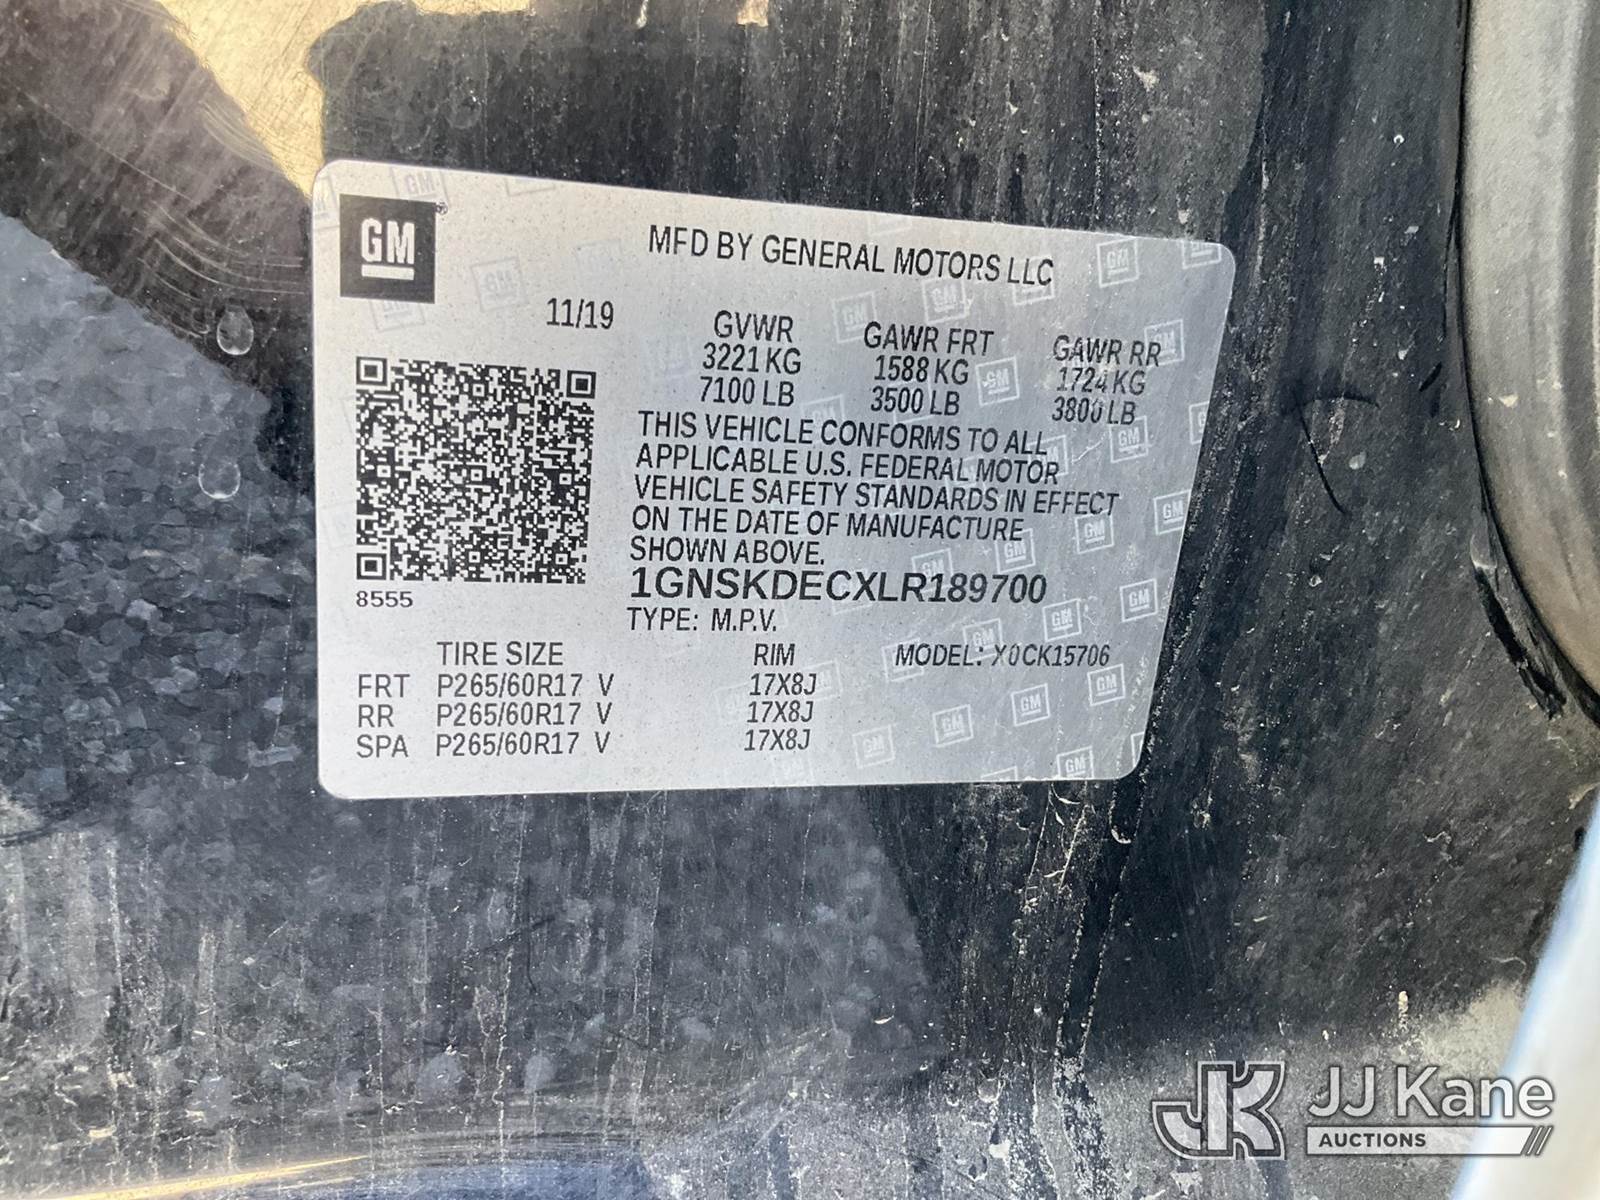 GM
MFD BY GENERAL MOTORS LLC
11/19
GVWR GAWR FRT GAWR RR
3221 KG 1588 KG 1724 KG
7100 LB 3500 LB 3800 LB
THIS VEHICLE CONFORMS TO ALL
APPLICABLE U.S. FEDERAL MOTOR
VEHICLE SAFETY STANDARDS IN EFFECT
ON THE DATE OF MANUFACTURE
SHOWN ABOVE.
1GNSKDECXLR189700
8555
TYPE: M.P.V.
TIRE SIZE RIM MODEL: X0CK15706
FRT P265/60R17 V 17X8J
RR P265/60R17 V 17X8J
SPA P265/60R17 V 17X8J
JK JJ Kane
AUCTIONS